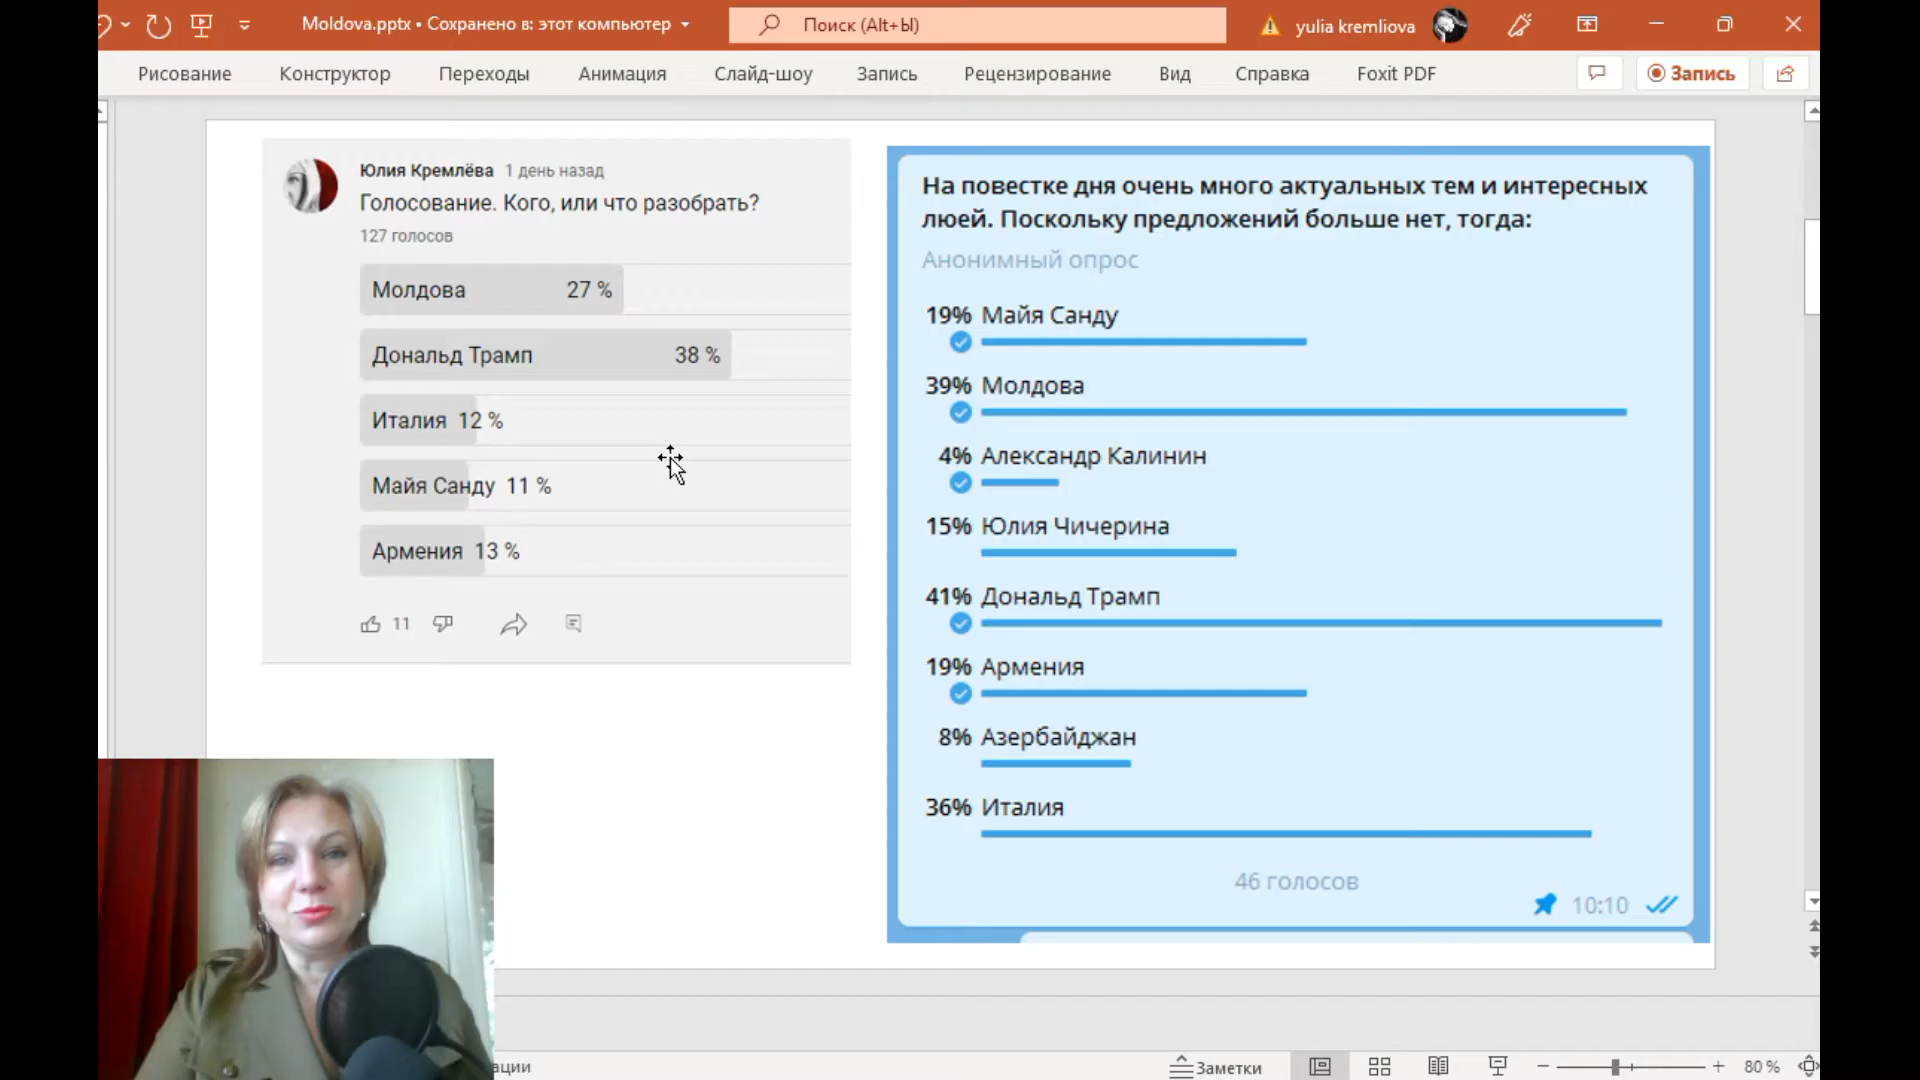 Moldova.pptx • Сохранено в: этот компьютер
Поиск (Alt+Ы)
yulia kremliova
Рисование Конструктор Переходы Анимация Слайд-шоу Запись Рецензирование Вид Справка Foxit PDF Запись
Юлия Кремлёва 1 день назад
Голосование. Кого, или что разобрать?
127 голосов
Молдова 27 %
Дональд Трамп 38 %
Италия 12 %
Майя Санду 11 %
Армения 13 %
11
На повестке дня очень много актуальных тем и интересных
люей. Поскольку предложений больше нет, тогда:
Анонимный опрос
19% Майя Санду
39% Молдова
4% Александр Калинин
15% Юлия Чичерина
41% Дональд Трамп
19% Армения
8% Азербайджан
36% Италия
46 голосов
10:10
ации
Заметки
80 %